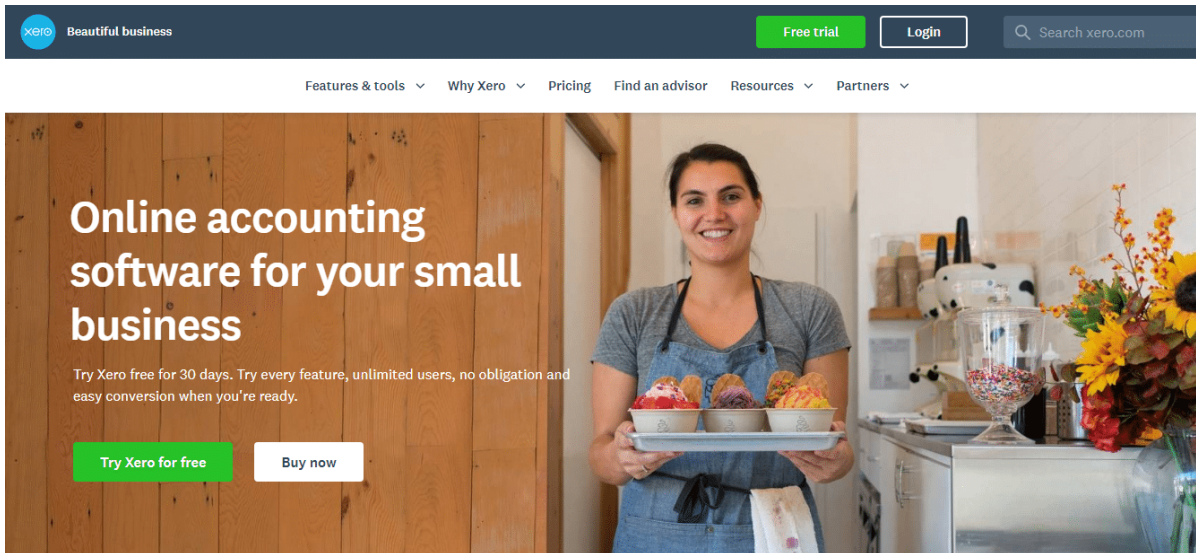 xero
Beautiful business
Free trial
Login
Search xero.com
Features & tools
Why Xero
Pricing
Find an advisor
Resources
Partners
Online accounting
software for your small
business
Try Xero free for 30 days. Try every feature, unlimited users, no obligation and
easy conversion when you're ready.
Try Xero for free
Buy now